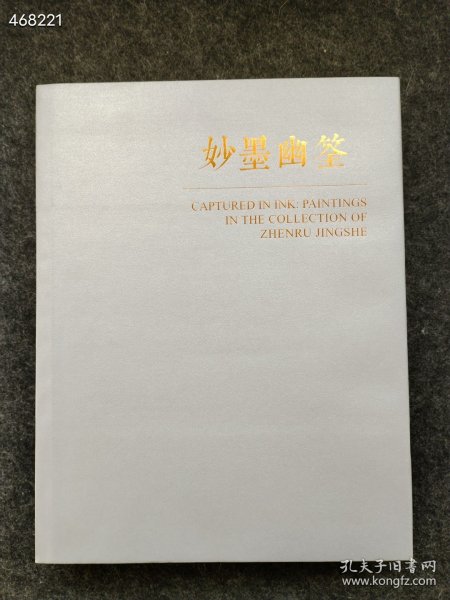 468221
妙墨幽筌
CAPTURED IN INK: PAINTINGS
IN THE COLLECTION OF
ZHENRU JINGSHE
孔夫子旧书网
www.kongfz.com